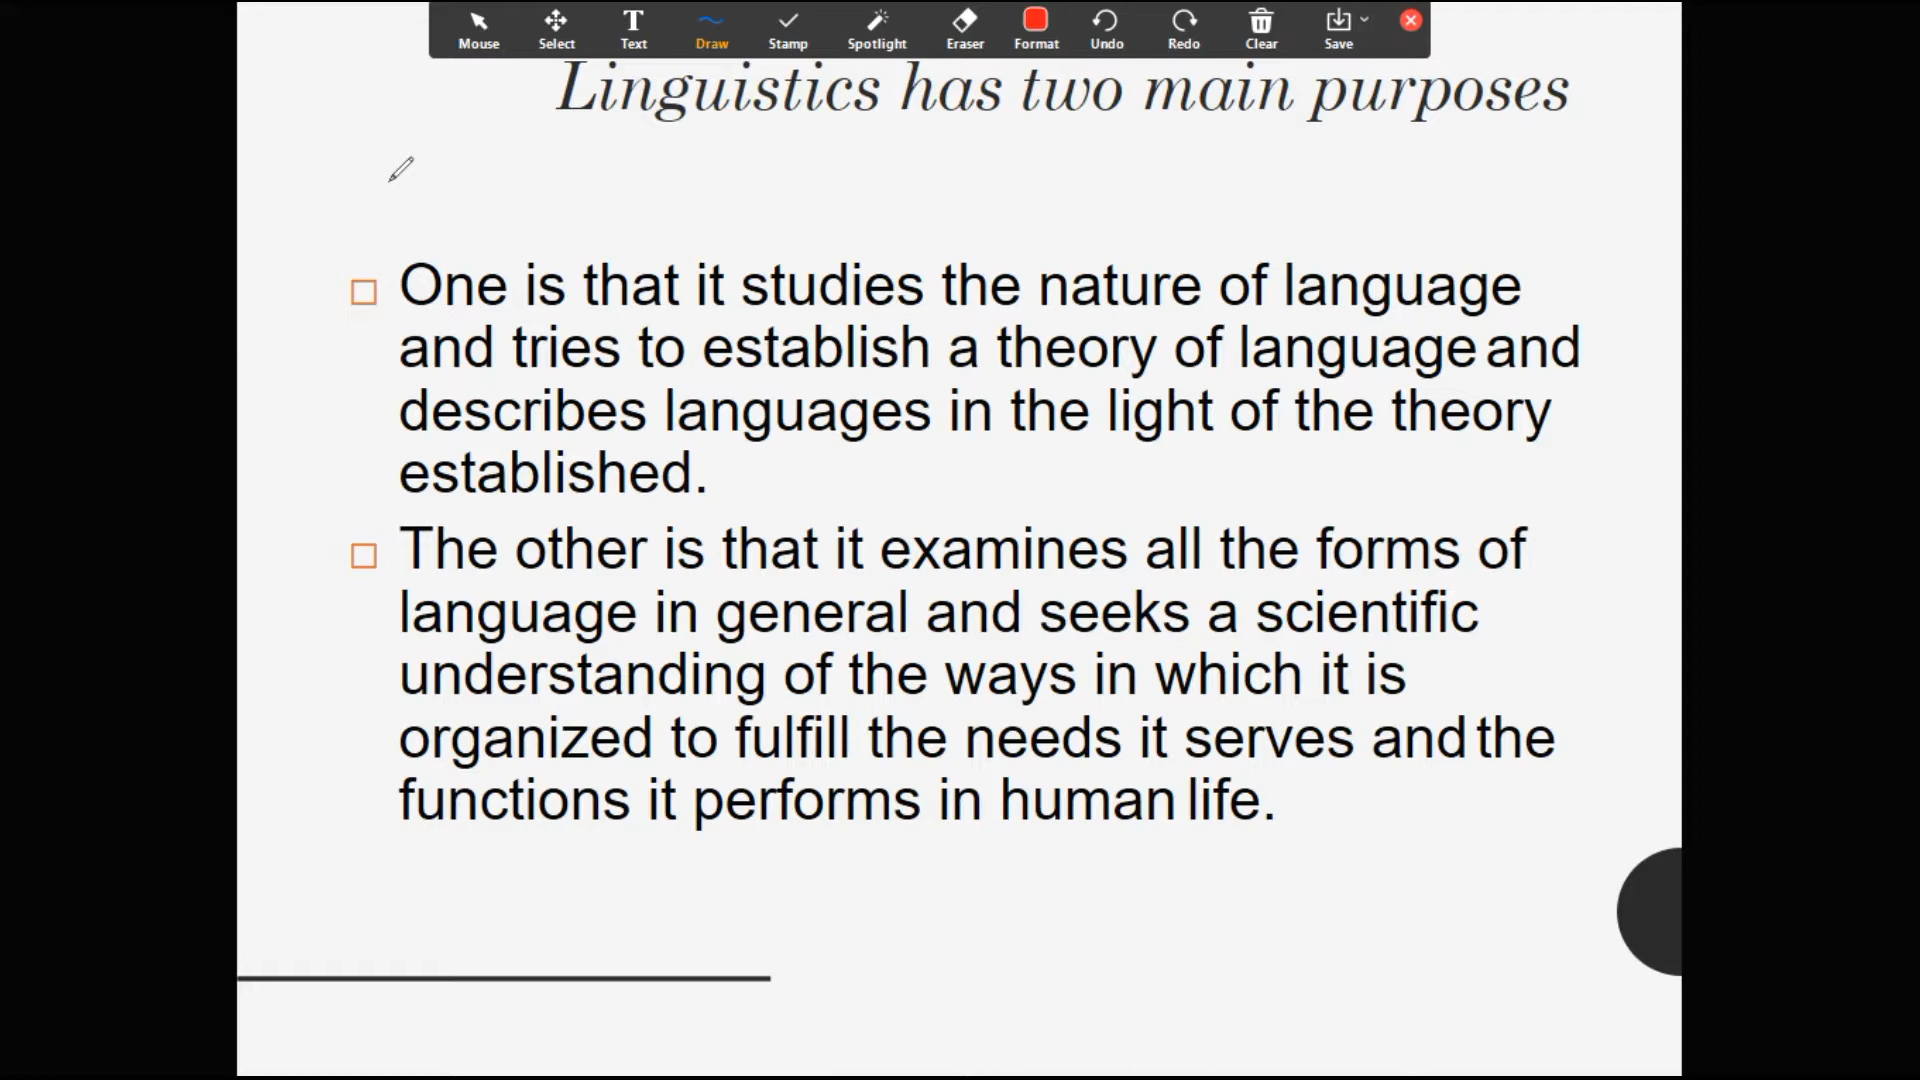 Mouse Select Text Draw Stamp Spotlight Eraser Format Undo Redo Clear Save
Linguistics has two main purposes
One is that it studies the nature of language
and tries to establish a theory of language and
describes languages in the light of the theory
established.
The other is that it examines all the forms of
language in general and seeks a scientific
understanding of the ways in which it is
organized to fulfill the needs it serves and the
functions it performs in human life.